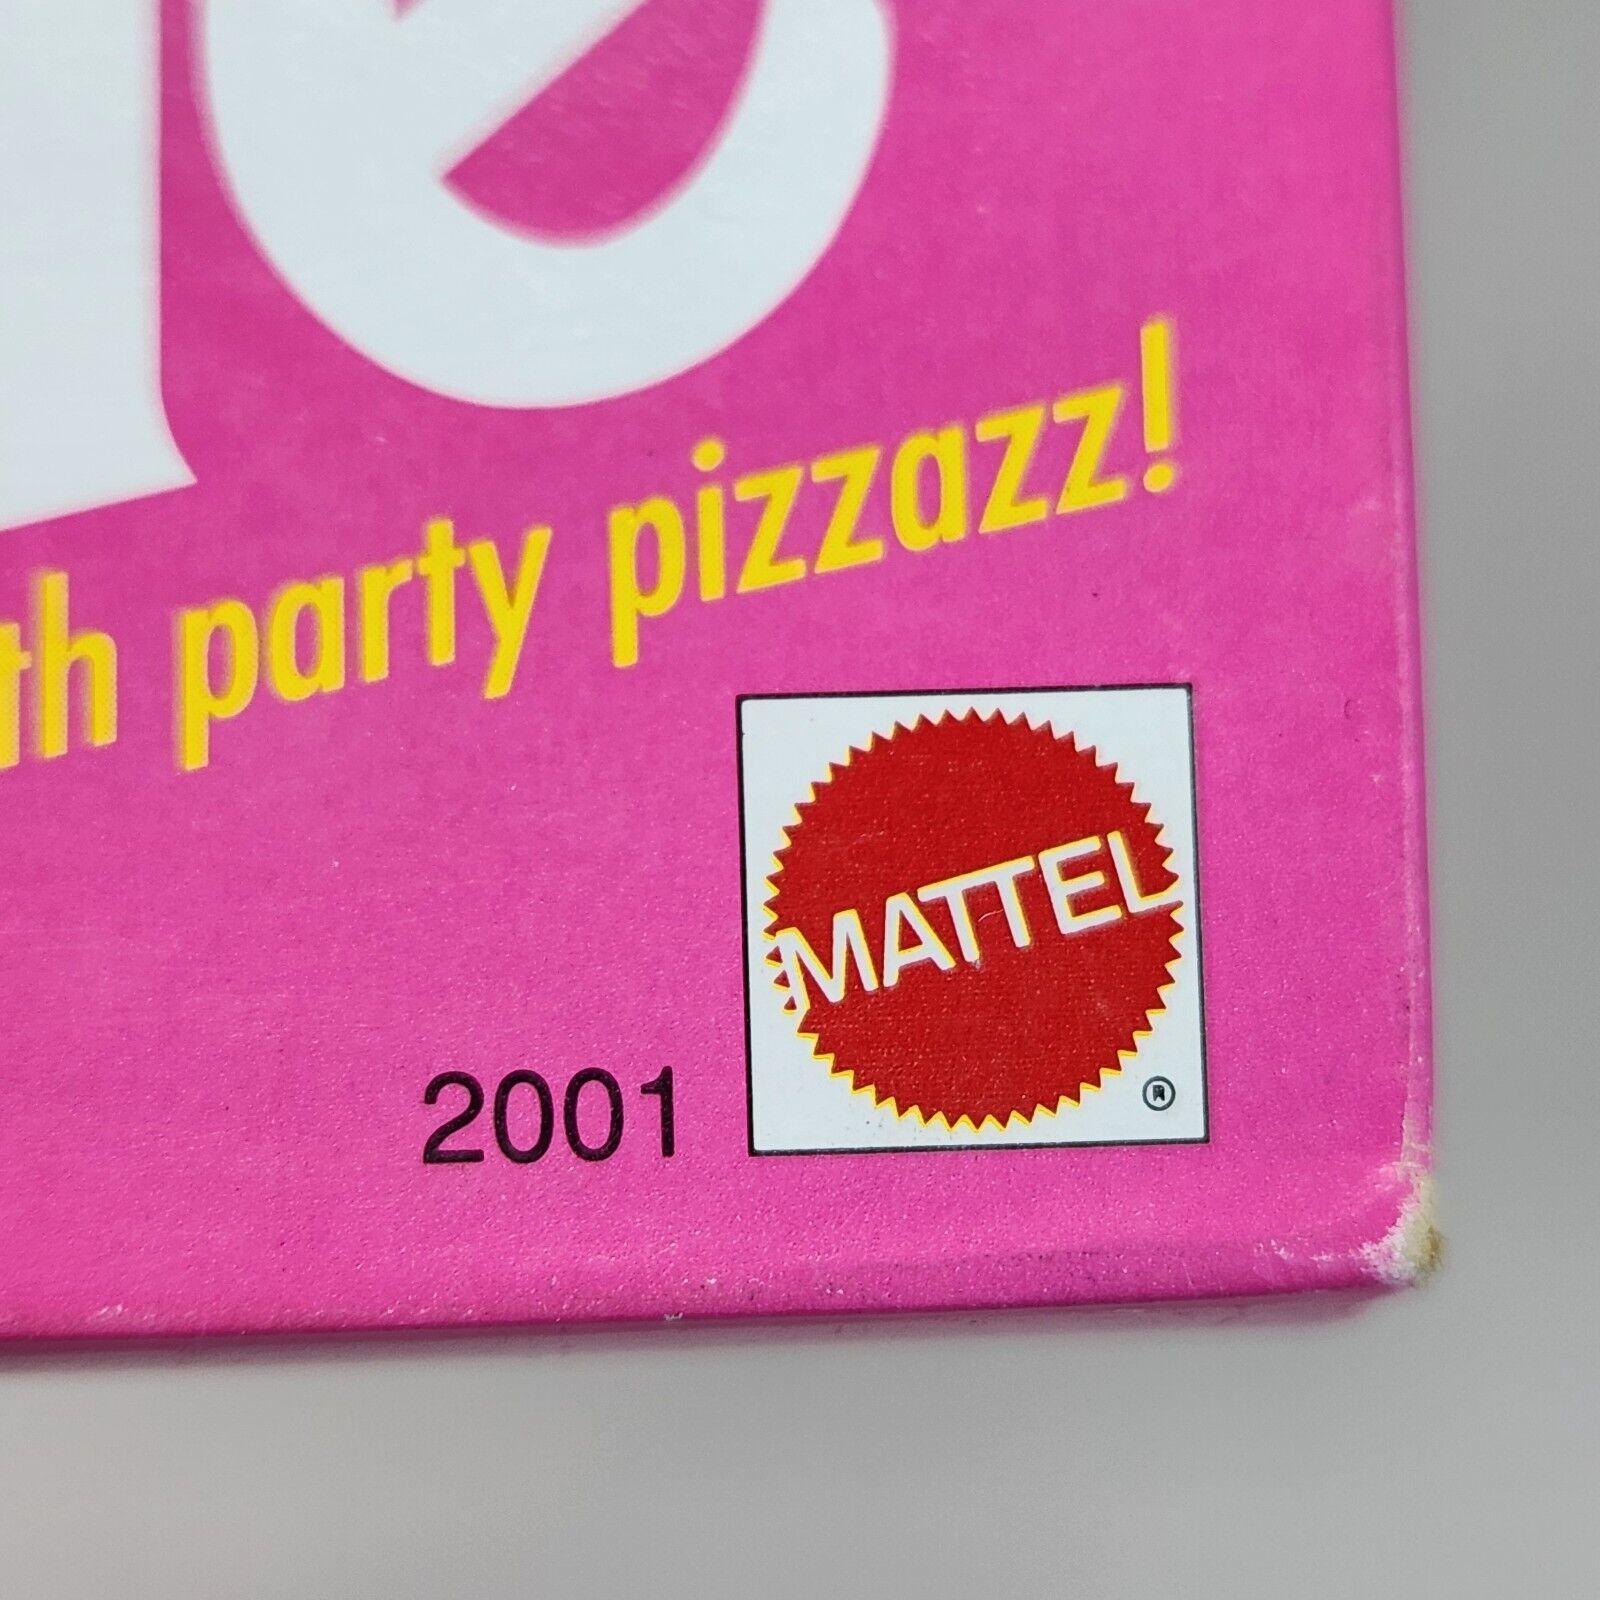 th party pizzazz!
MATTEL
®
2001